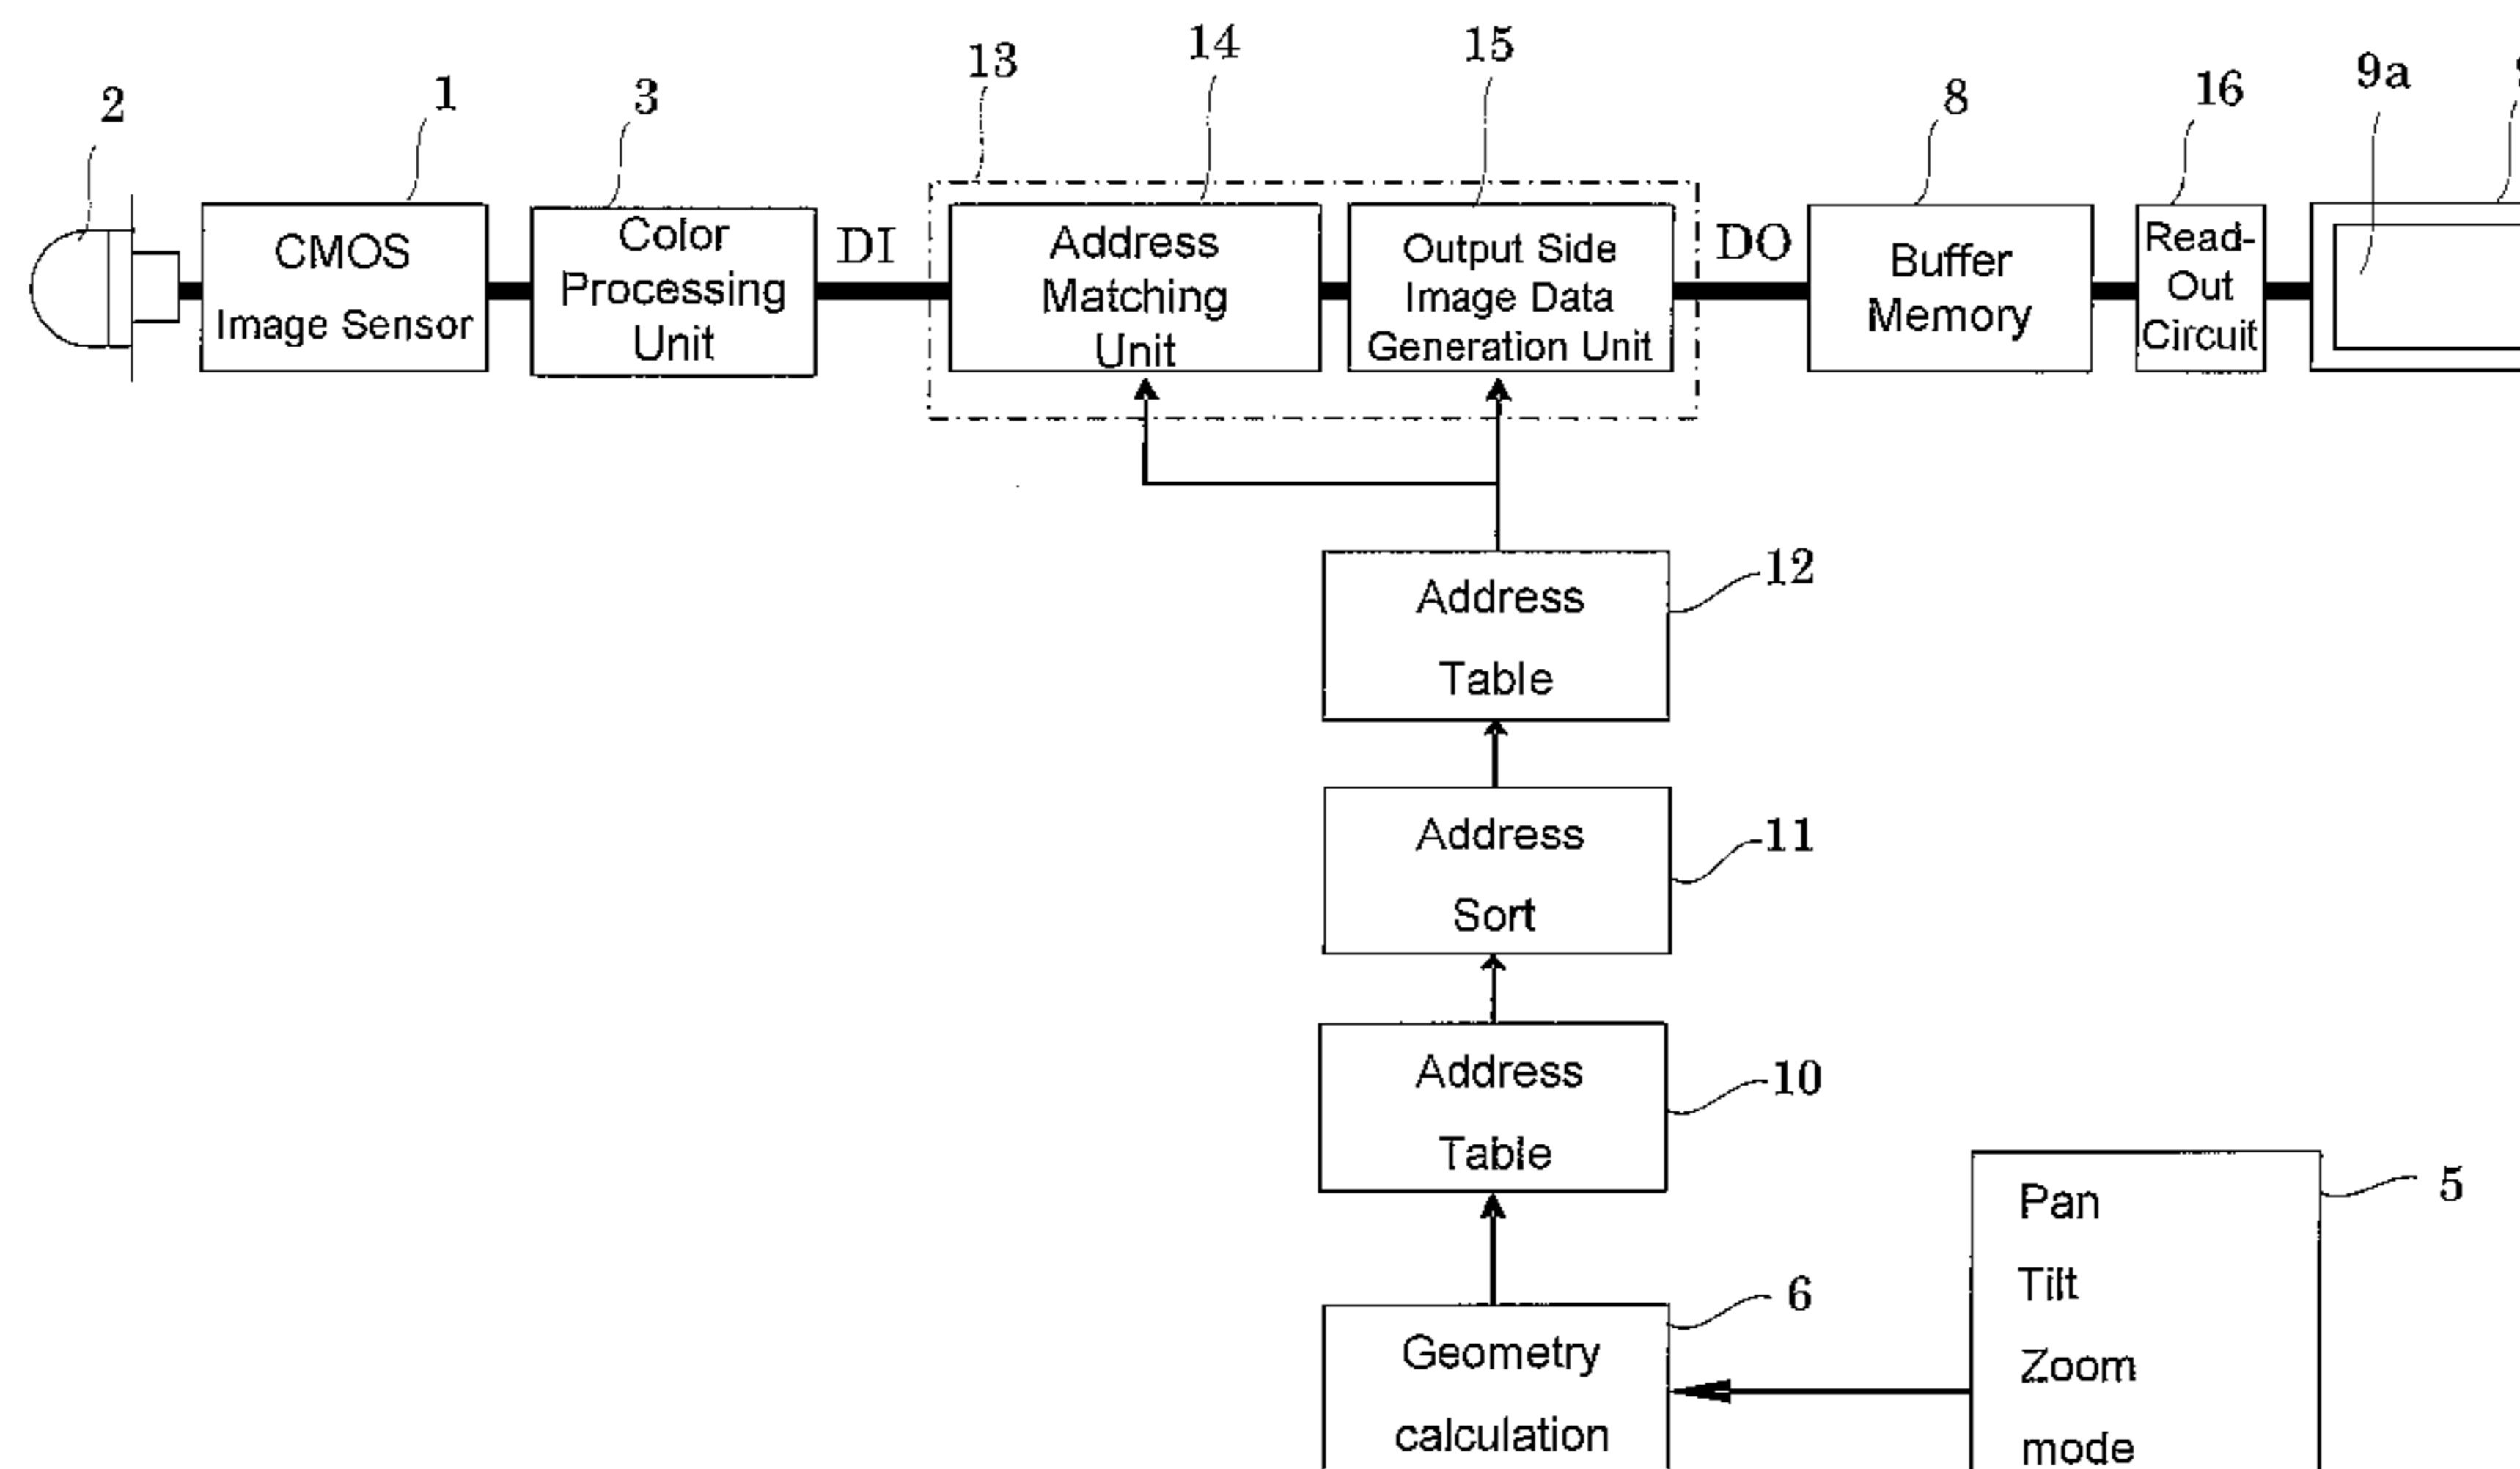 2
1
3
13
14
15
8
16
9a
CMOS
Image Sensor
Color
Processing
Unit
DI
Address
Matching
Unit
Output Side
Image Data
Generation Unit
DO
Buffer
Memory
Read-
Out
Circuit
Address
Table
12
Address
Sort
11
Address
Table
10
Geometry
calculation
6
Pan
Tilt
Zoom
mode
5